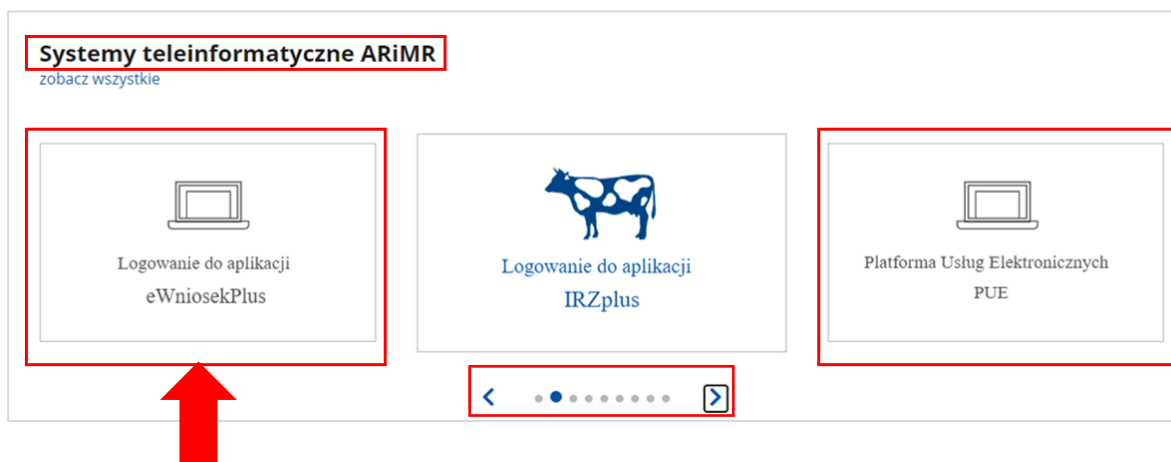 Systemy teleinformatyczne ARiMR
zobacz wszystkie
Logowanie do aplikacji
eWniosekPlus
Logowanie do aplikacji
IRZplus
Platforma Usług Elektronicznych
PUE